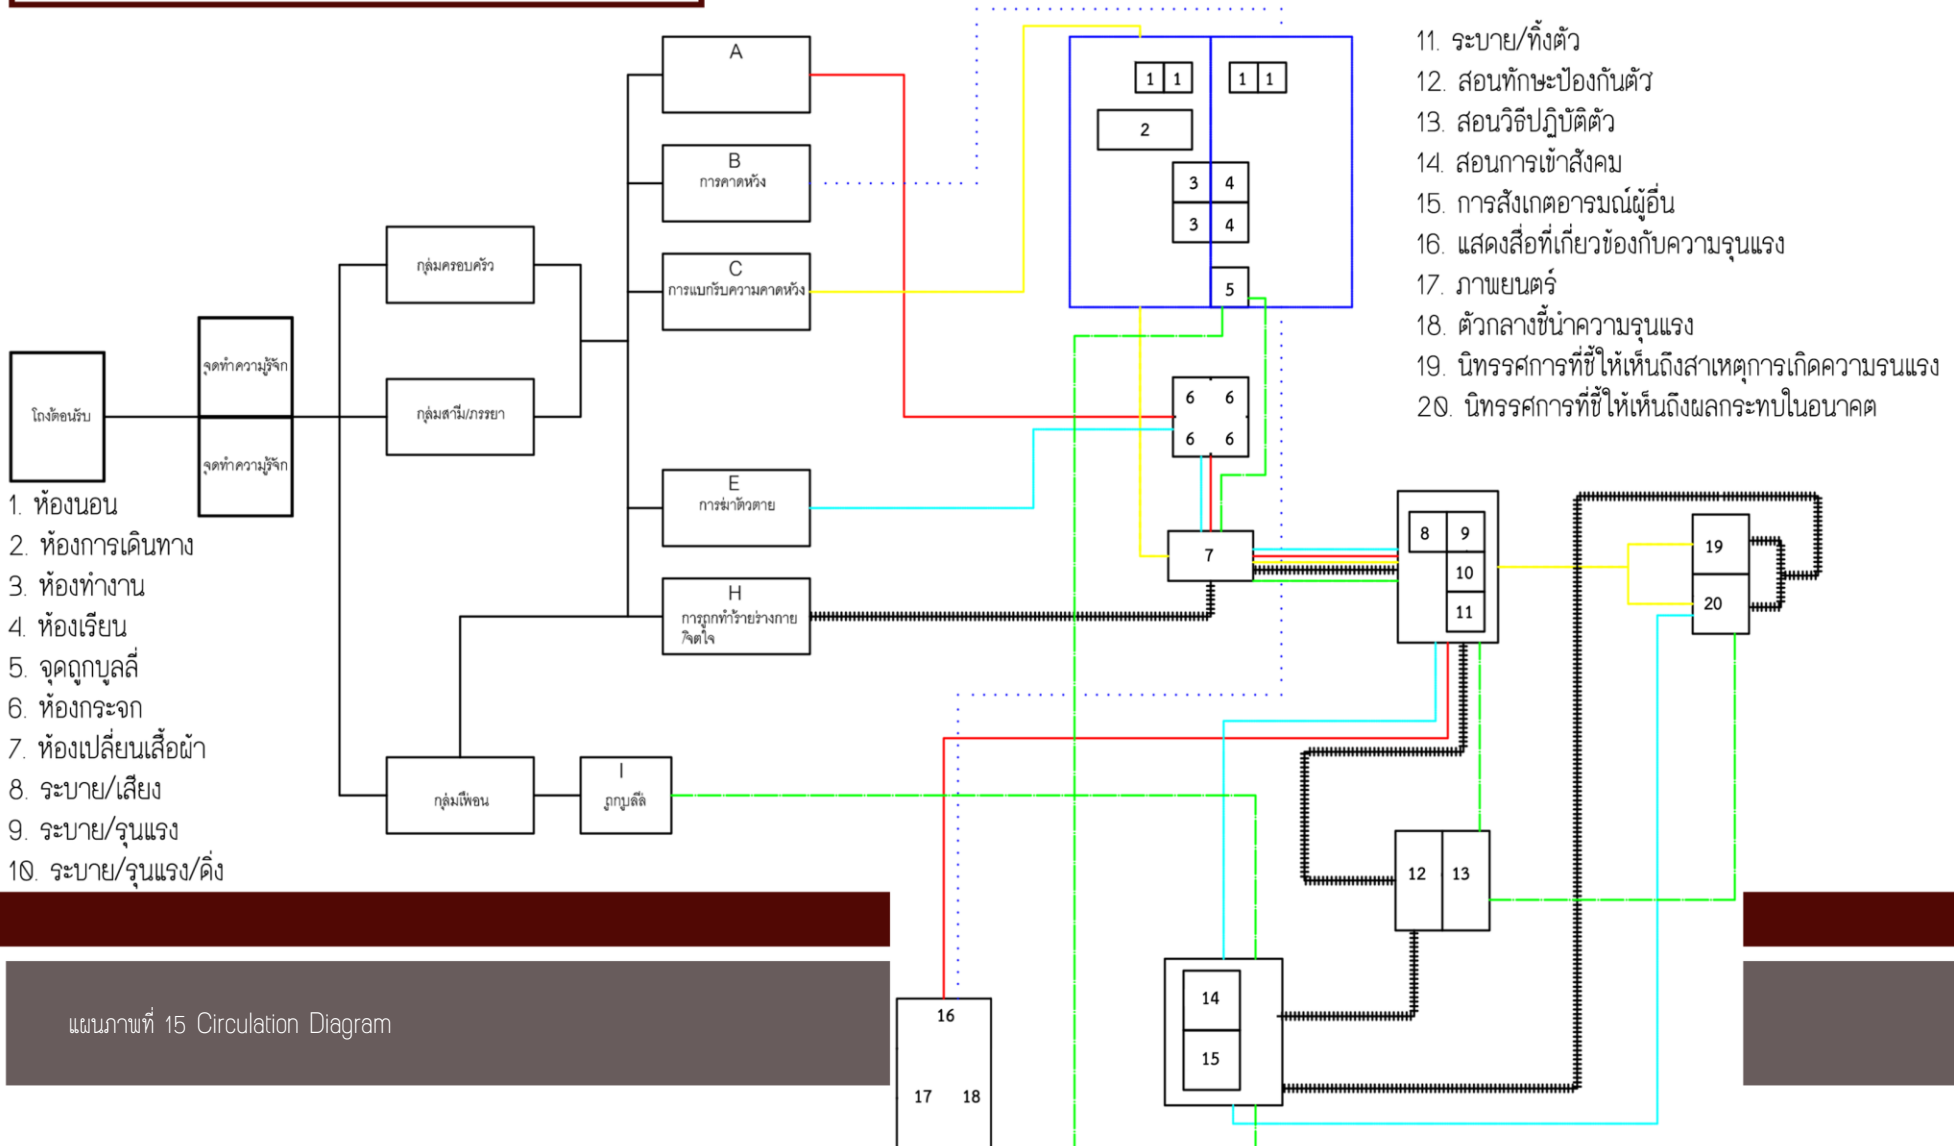 โถงต้อนรับ
จุดทำความรู้จัก
จุดทำความรู้จัก
กลุ่มครอบครัว
กลุ่มสามี/ภรรยา
กลุ่มเพื่อน
A
B
การคาดหวัง
C
การแบกรับความคาดหวัง
E
การฆ่าตัวตาย
H
การถูกทำร้ายร่างกาย
/จิตใจ
I
ถูกบูลลี่
1 1 1 1
2
3 4
3 4
5
6 6
6 6
7
8 9
10
11
19
20
12 13
14
15
16
17 18
1. ห้องนอน
2. ห้องการเดินทาง
3. ห้องทำงาน
4. ห้องเรียน
5. จุดถูกบูลลี่
6. ห้องกระจก
7. ห้องเปลี่ยนเสื้อผ้า
8. ระบาย/เสียง
9. ระบาย/รุนแรง
10. ระบาย/รุนแรง/ดิ่ง
11. ระบาย/ทิ้งตัว
12. สอนทักษะป้องกันตัว
13. สอนวิธีปฏิบัติตัว
14. สอนการเข้าสังคม
15. การสังเกตอารมณ์ผู้อื่น
16. แสดงสื่อที่เกี่ยวข้องกับความรุนแรง
17. ภาพยนตร์
18. ตัวกลางชี้นำความรุนแรง
19. นิทรรศการที่ชี้ให้เห็นถึงสาเหตุการเกิดความรนแรง
20. นิทรรศการที่ชี้ให้เห็นถึงผลกระทบในอนาคต
แผนภาพที่ 15 Circulation Diagram